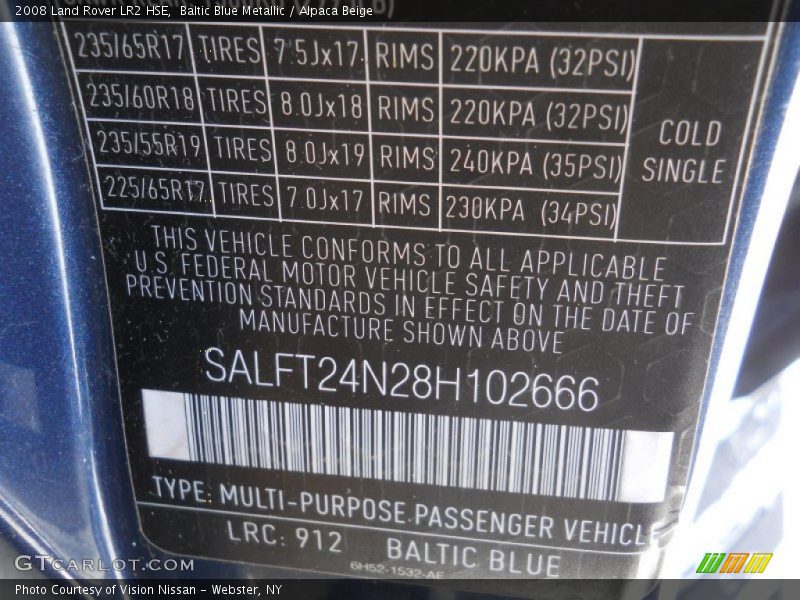 2008 Land Rover LR2 HSE, Baltic Blue Metallic / Alpaca Beige
235/65R17 TIRES 7.5Jx17 RIMS 220KPA (32PSI)
235/60R18 TIRES 8.0Jx18 RIMS 220KPA (32PSI)
235/55R19 TIRES 8.0Jx19 RIMS 240KPA (35PSI)
225/65R17 TIRES 7.0Jx17 RIMS 230KPA (34PSI)
COLD
SINGLE
THIS VEHICLE CONFORMS TO ALL APPLICABLE
U.S. FEDERAL MOTOR VEHICLE SAFETY AND THEFT
PREVENTION STANDARDS IN EFFECT ON THE DATE OF
MANUFACTURE SHOWN ABOVE
SALFT24N28H102666
TYPE: MULTI-PURPOSE PASSENGER VEHICLE
LRC: 912 BALTIC BLUE
6H52-1532-AE
GTCarLot.com
Photo Courtesy of Vision Nissan - Webster, NY